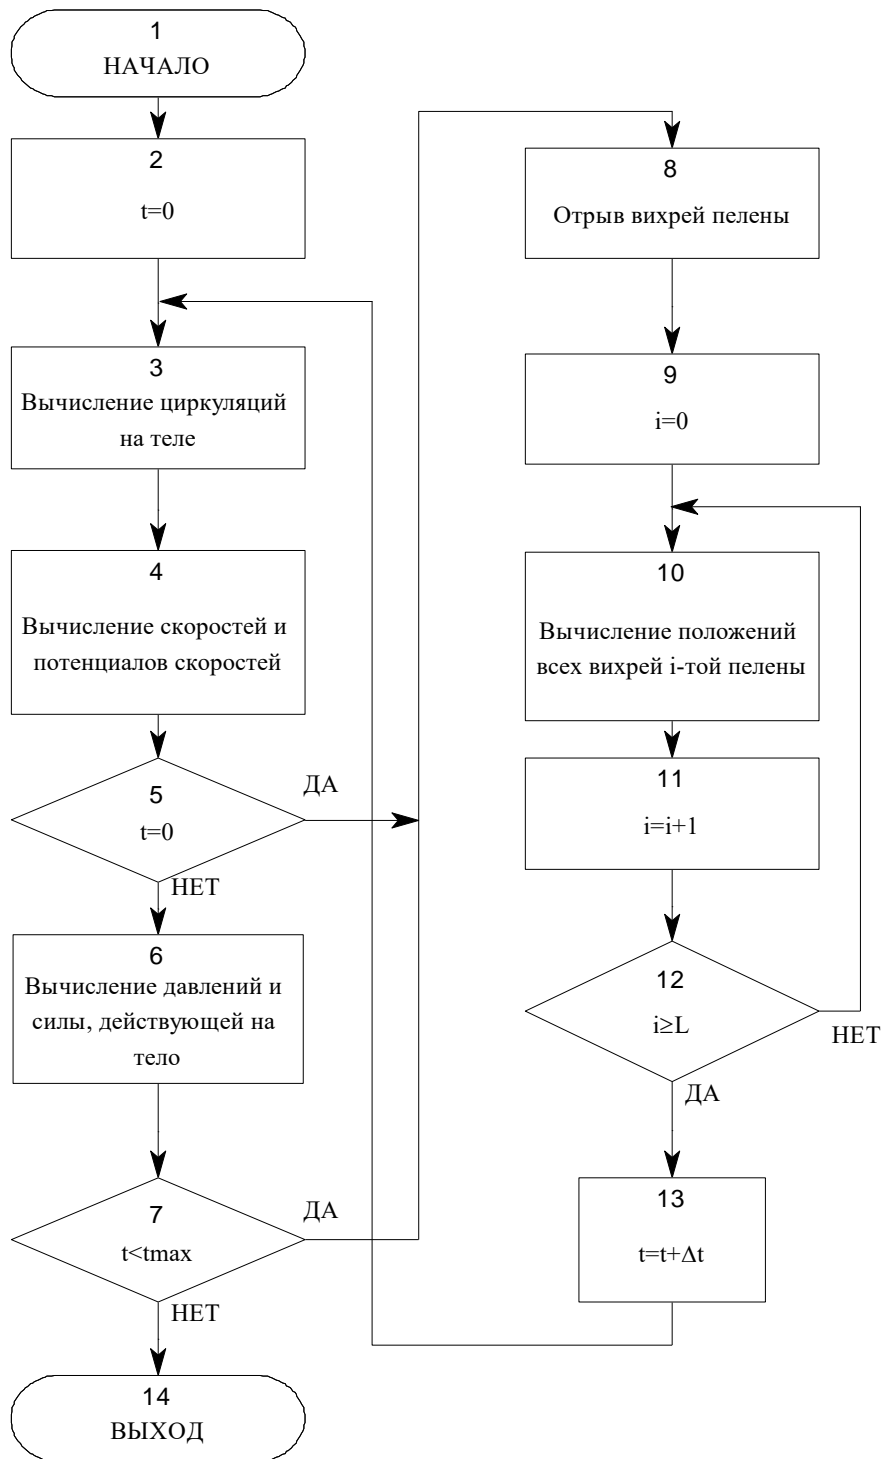 1
НАЧАЛО
2
t=0
3
Вычисление циркуляций
на теле
4
Вычисление скоростей и
потенциалов скоростей
5
t=0
ДА
НЕТ
6
Вычисление давлений и
силы, действующей на
тело
7
t<tmax
ДА
НЕТ
14
ВЫХОД
8
Отрыв вихрей пелены
9
i=0
10
Вычисление положений
всех вихрей i-той пелены
11
i=i+1
12
i≥L
НЕТ
ДА
13
t=t+Δt